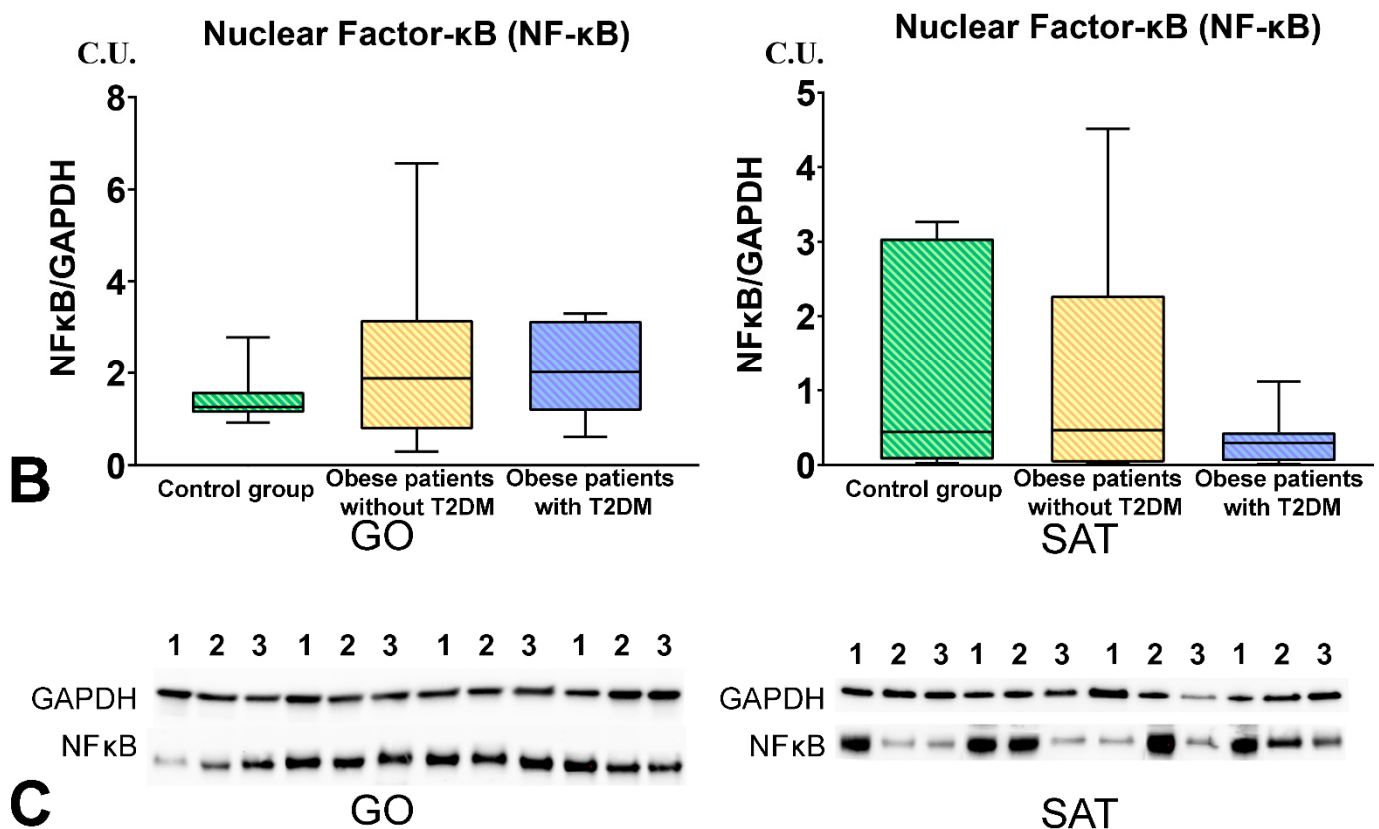 Nuclear Factor-κB (NF-κB)
C.U.
8
6
4
2
0
NFκB/GAPDH
Control group
Obese patients
without T2DM
Obese patients
with T2DM
GO
Nuclear Factor-κB (NF-κB)
C.U.
5
4
3
2
1
0
NFκB/GAPDH
Control group
Obese patients
without T2DM
Obese patients
with T2DM
SAT
B
1 2 3 1 2 3 1 2 3 1 2 3
GAPDH
NFκB
GO
1 2 3 1 2 3 1 2 3 1 2 3
GAPDH
NFκB
SAT
C